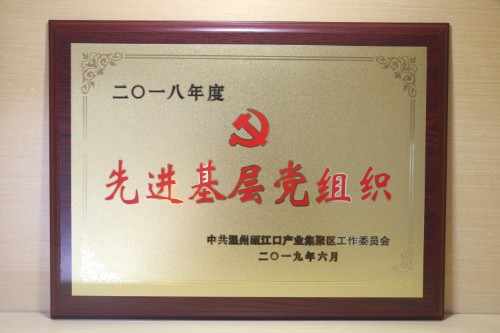 二〇一八年度
先进基层党组织
中共温州瓯江口产业集聚区工作委员会
二〇一九年六月